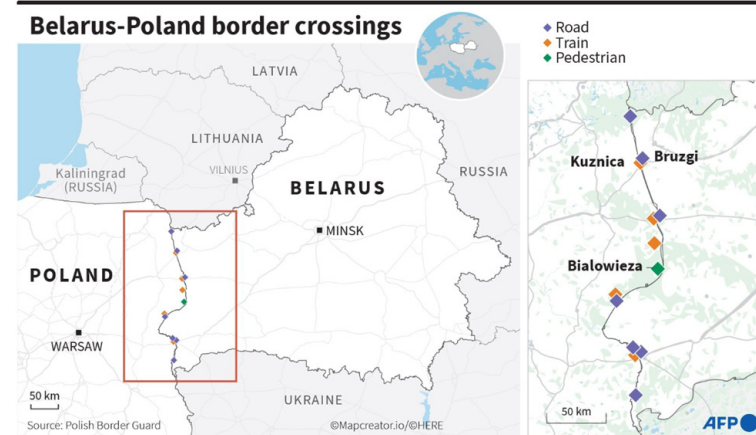 Belarus-Poland border crossings
Road
Train
Pedestrian
LATVIA
LITHUANIA
VILNIUS
Kaliningrad
(RUSSIA)
RUSSIA
BELARUS
MINSK
POLAND
WARSAW
UKRAINE
50 km
Source: Polish Border Guard
©Mapcreator.io/©HERE
Kuznica
Bruzgi
Bialowieza
50 km
AFP